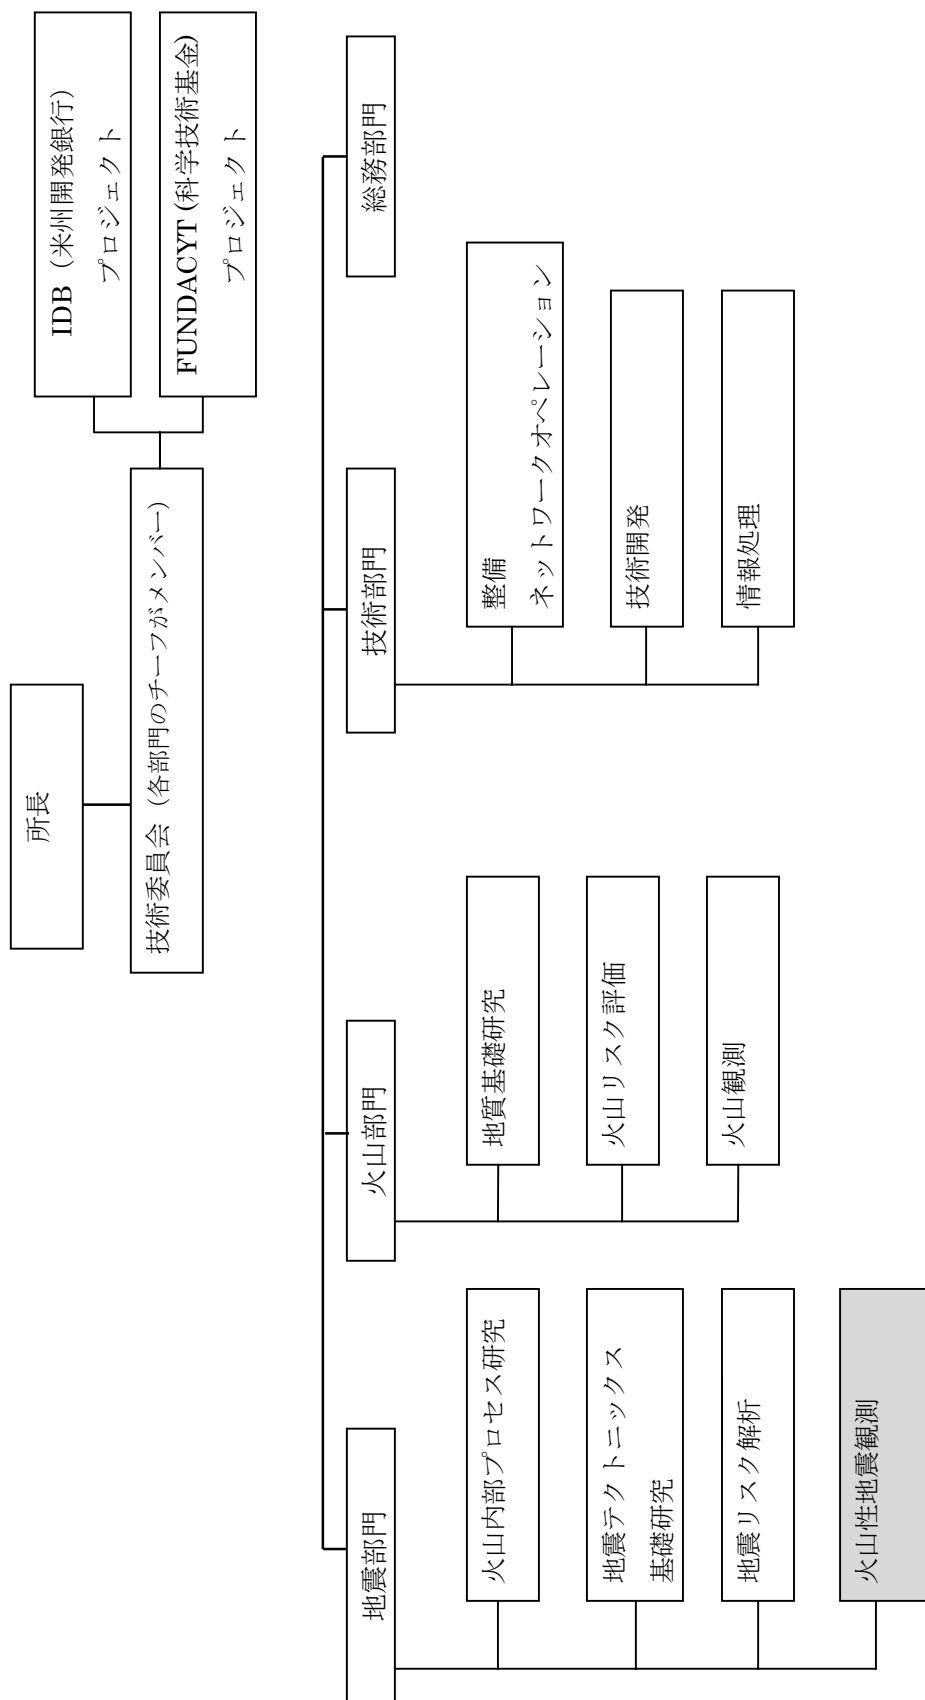 所長
技術委員会（各部門のチーフがメンバー）
IDB（米州開発銀行）
プロジェクト
FUNDACYT (科学技術基金)
プロジェクト
地震部門
火山部門
技術部門
総務部門
火山内部プロセス研究
地震テクトニックス
基礎研究
地震リスク解析
火山性地震観測
地質基礎研究
火山リスク評価
火山観測
整備
ネットワークオペレーション
技術開発
情報処理